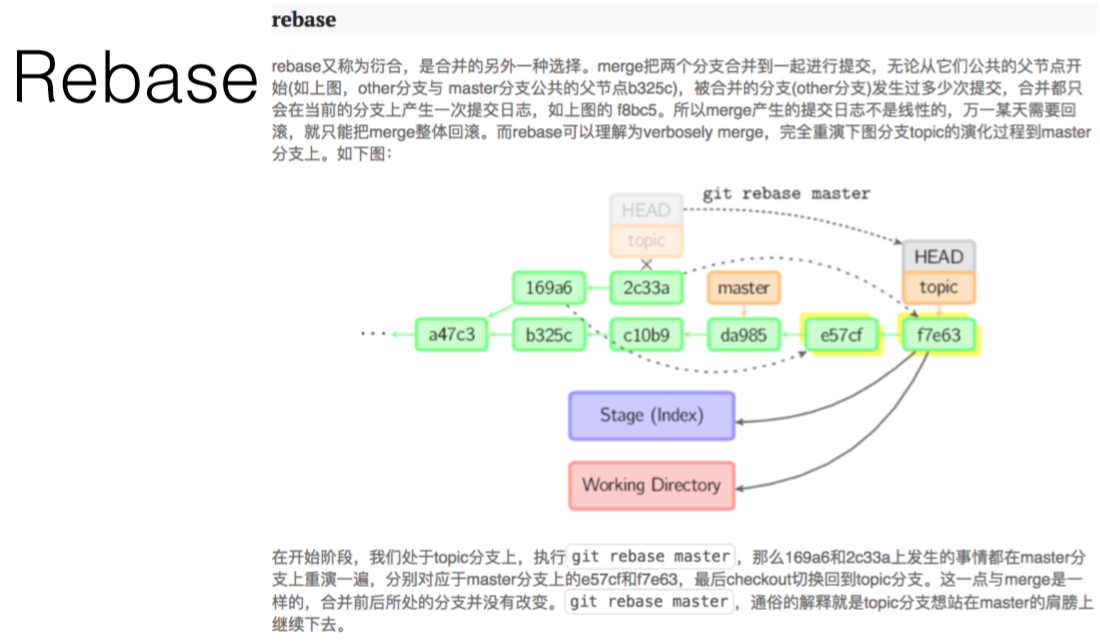 Rebase
rebase
rebase又称为衍合，是合并的另外一种选择。merge把两个分支合并到一起进行提交，无论从它们公共的父节点开
始(如上图，other分支与 master分支公共的父节点b325c)，被合并的分支(other分支)发生过多少次提交，合并都只
会在当前的分支上产生一次提交日志，如上图的 f8bc5。所以merge产生的提交日志不是线性的，万一某天需要回
滚，就只能把merge整体回滚。而rebase可以理解为verbosely merge，完全重演下图分支topic的演化过程到master
分支上。如下图：
git rebase master
HEAD
topic
HEAD
topic
169a6
2c33a
master
...
a47c3
b325c
c10b9
da985
e57cf
f7e63
Stage (Index)
Working Directory
在开始阶段，我们处于topic分支上，执行 git rebase master ，那么169a6和2c33a上发生的事情都在master分
支上重演一遍，分别对应于master分支上的e57cf和f7e63，最后checkout切换回到topic分支。这一点与merge是一
样的，合并前后所处的分支并没有改变。 git rebase master ，通俗的解释就是topic分支想站在master的肩膀上
继续下去。